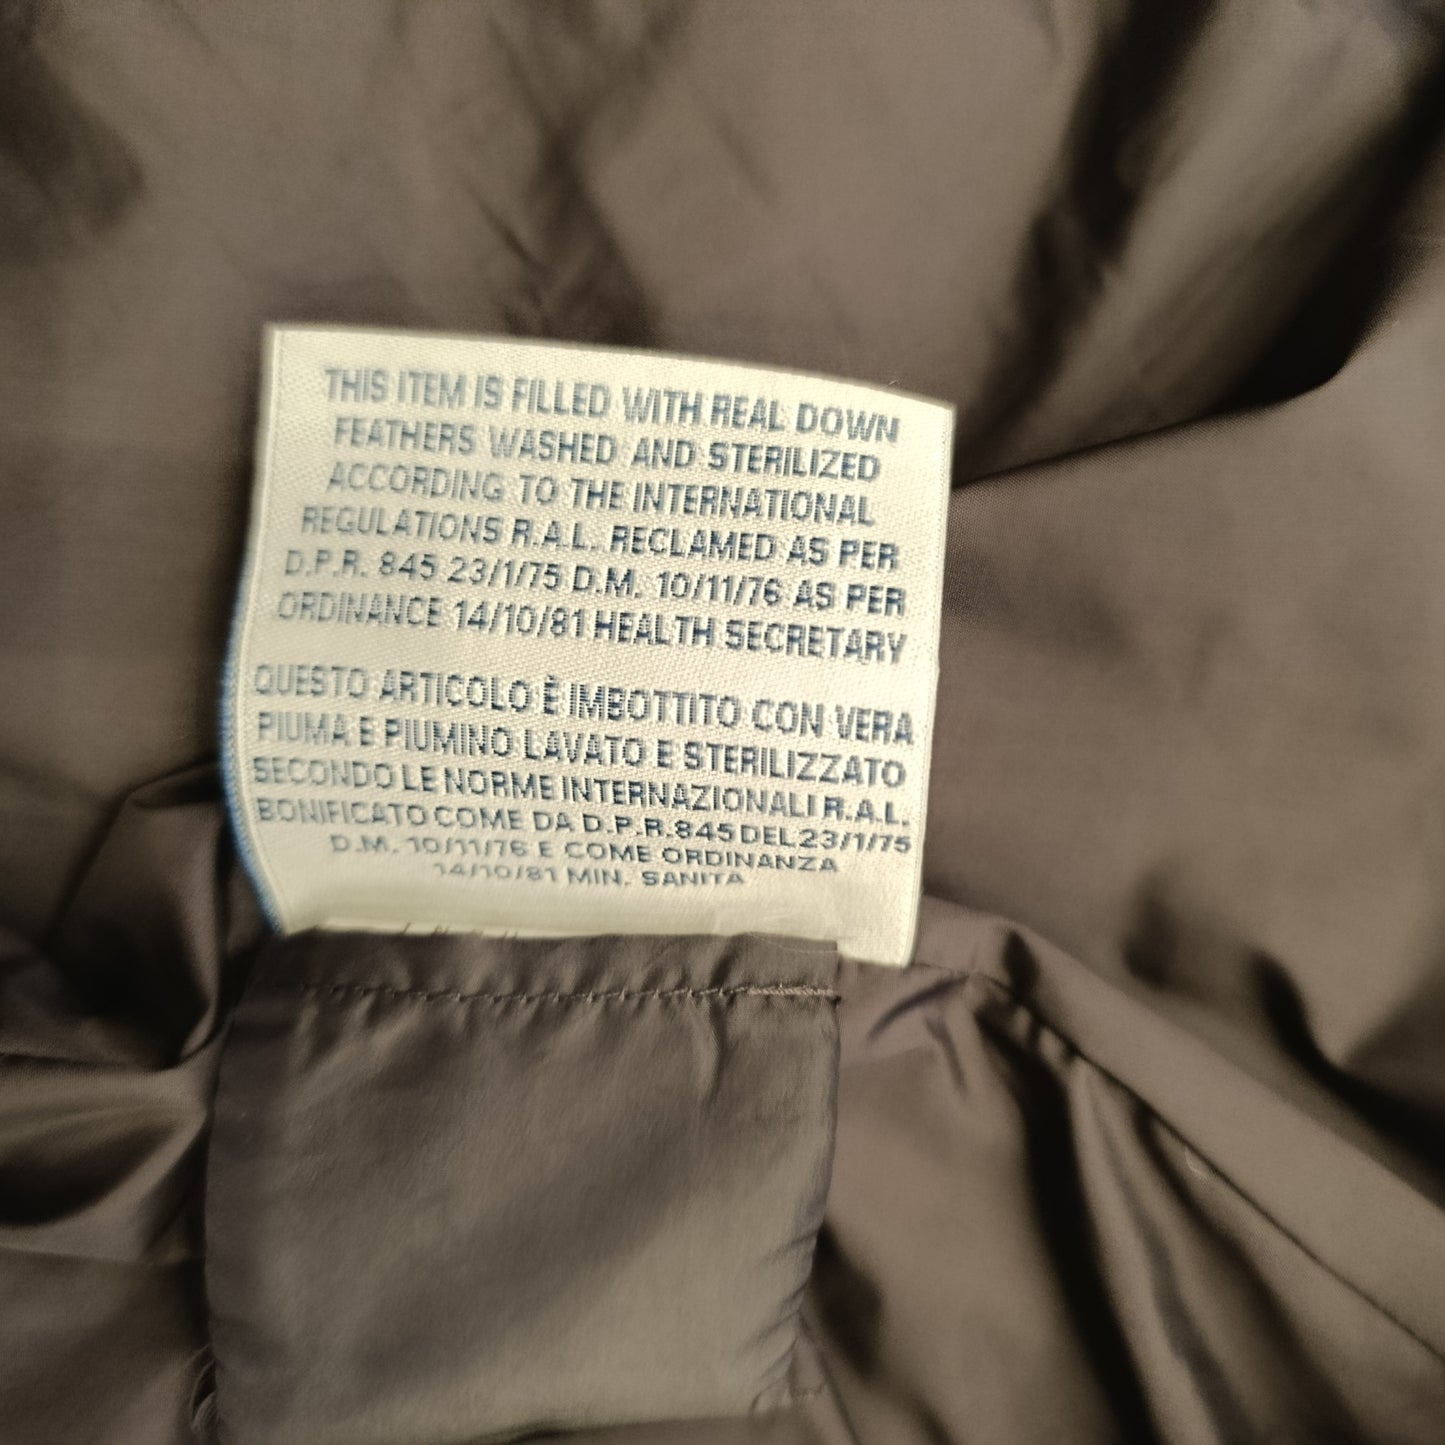 THIS ITEM IS FILLED WITH REAL DOWN
FEATHERS WASHED AND STERILIZED
ACCORDING TO THE INTERNATIONAL
REGULATIONS R.A.L. RECLAMED AS PER
D.P.R. 845 23/1/75 D.M. 10/11/76 AS PER
ORDINANCE 14/10/81 HEALTH SECRETARY
QUESTO ARTICOLO È IMBOTTITO CON VERA
PIUMA E PIUMINO LAVATO E STERILIZZATO
SECONDO LE NORME INTERNAZIONALI R.A.L.
BONIFICATO COME DA D.P.R. 845 DEL 23/1/75
D.M. 10/11/76 E COME ORDINANZA
14/10/81 MIN. SANITA